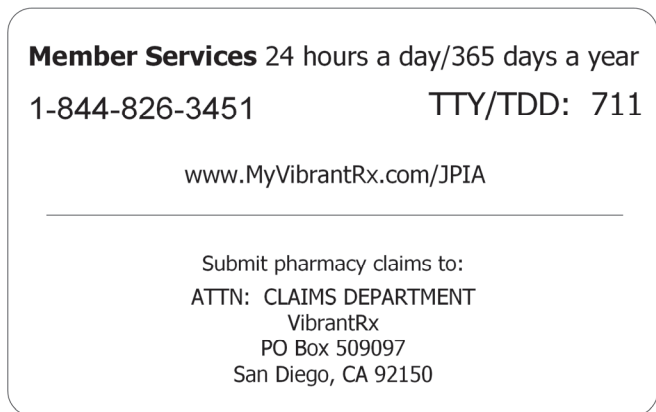 Member Services 24 hours a day/365 days a year
1-844-826-3451 TTY/TDD: 711
www.MyVibrantRx.com/JPIA
Submit pharmacy claims to:
ATTN: CLAIMS DEPARTMENT
VibrantRx
PO Box 509097
San Diego, CA 92150